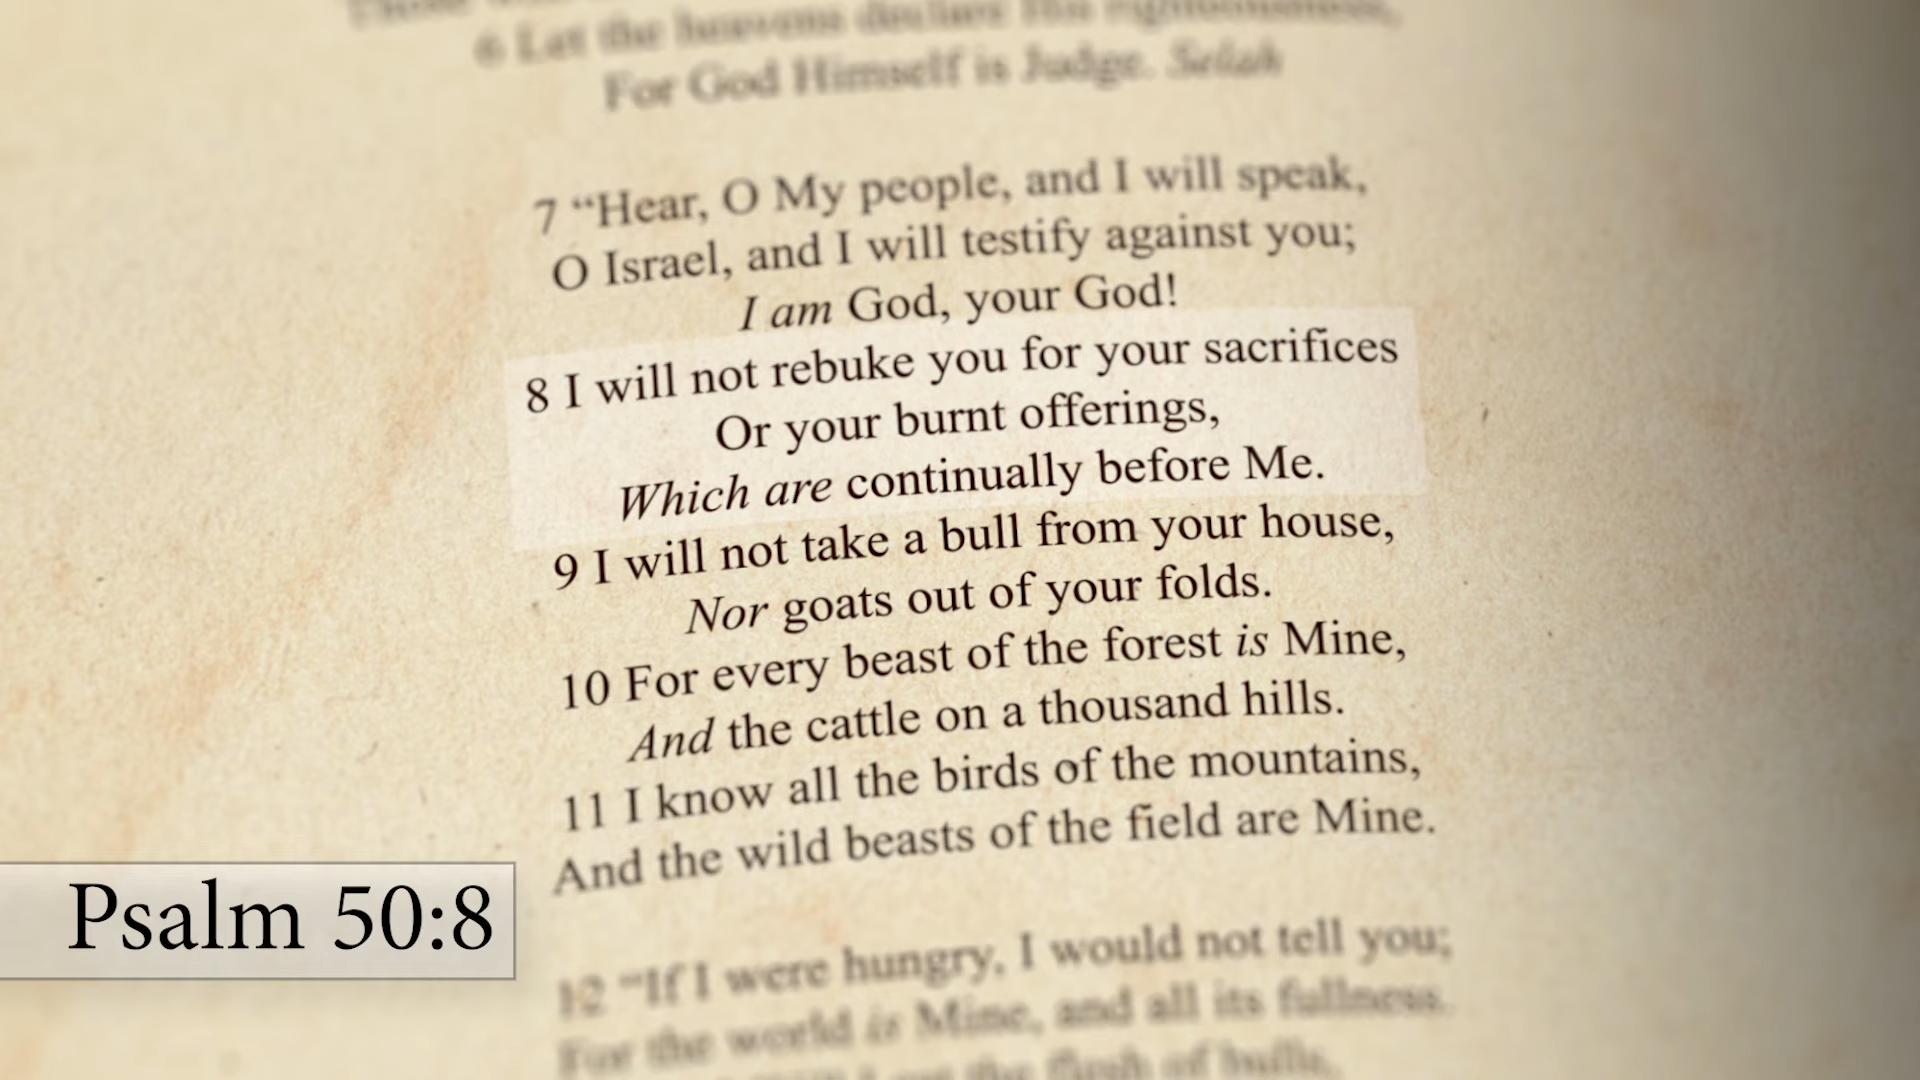 6 Let the heavens declare His righteousness,
For God Himself is Judge. Selah
7 “Hear, O My people, and I will speak,
O Israel, and I will testify against you;
I am God, your God!
8 I will not rebuke you for your sacrifices
Or your burnt offerings,
Which are continually before Me.
9 I will not take a bull from your house,
Nor goats out of your folds.
10 For every beast of the forest is Mine,
And the cattle on a thousand hills.
11 I know all the birds of the mountains,
And the wild beasts of the field are Mine.
12 “If I were hungry, I would not tell you;
For the world is Mine, and all its fullness.
the flesh of bulls,
Psalm 50:8